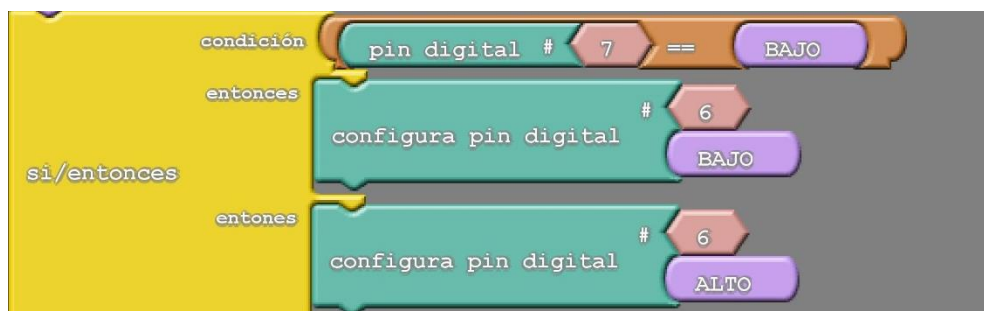 condición pin digital # 7 == BAJO
entonces
# 6
configura pin digital
BAJO
si/entonces
entones
# 6
configura pin digital
ALTO